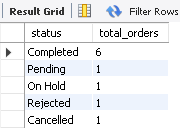 Result Grid Filter Rows
status total_orders
Completed 6
Pending 1
On Hold 1
Rejected 1
Cancelled 1